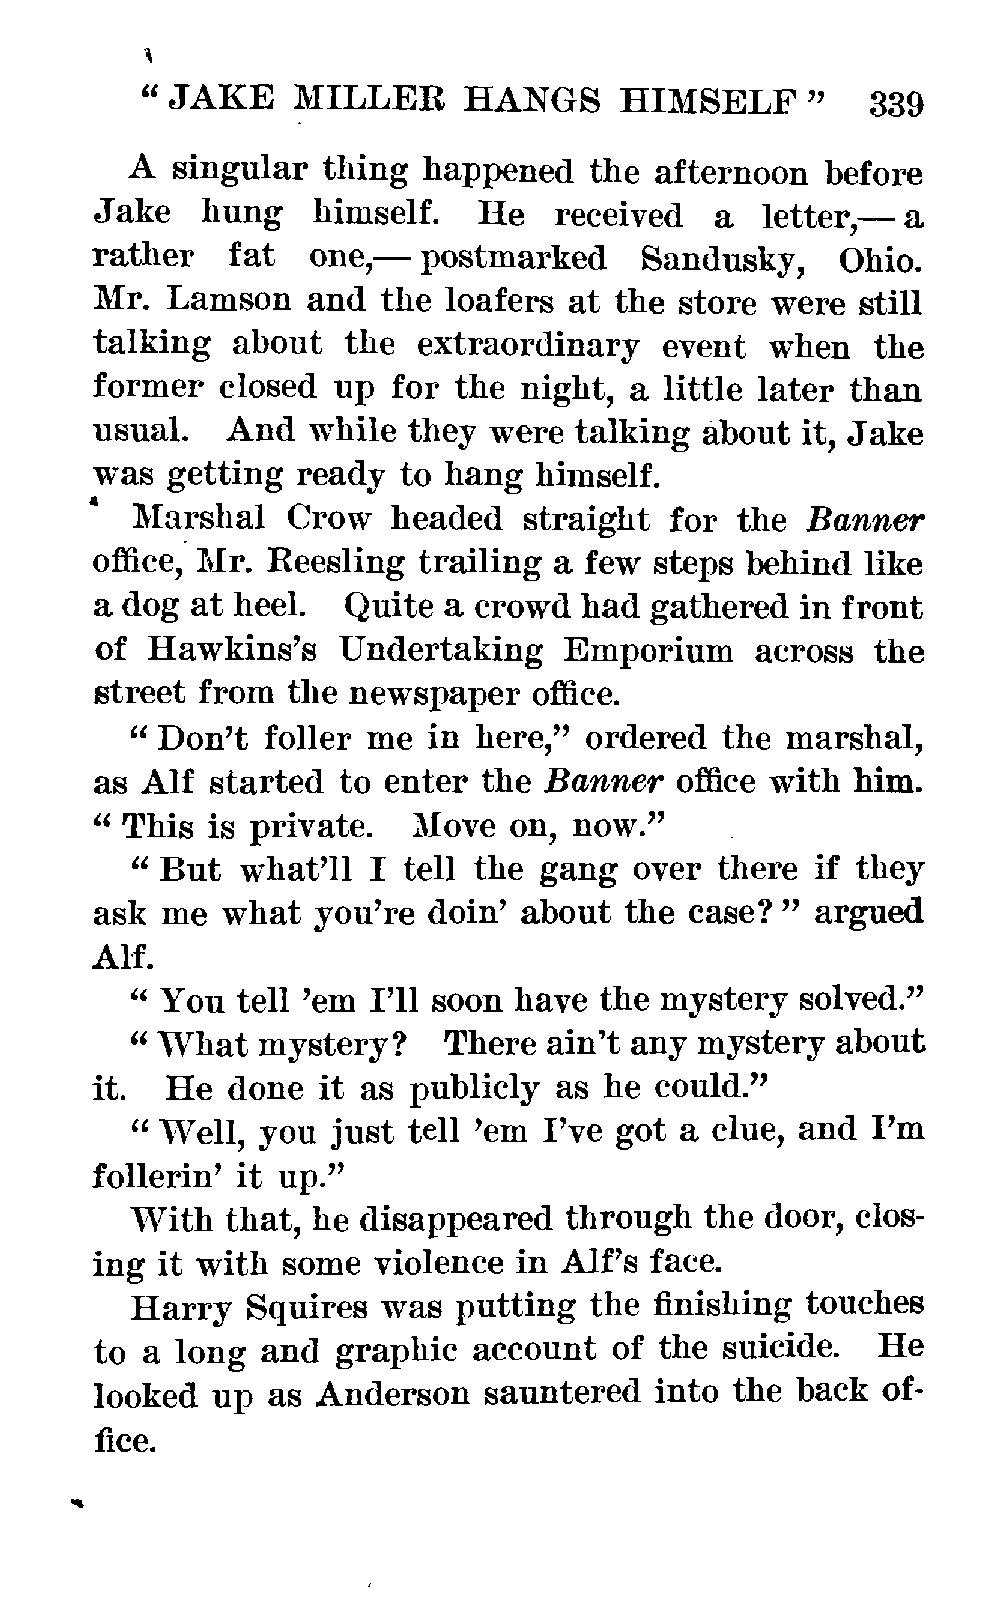 “ JAKE MILLER HANGS HIMSELF ” 339
A singular thing happened the afternoon before
Jake hung himself. He received a letter,— a
rather fat one,— postmarked Sandusky, Ohio.
Mr. Lamson and the loafers at the store were still
talking about the extraordinary event when the
former closed up for the night, a little later than
usual. And while they were talking about it, Jake
was getting ready to hang himself.
Marshal Crow headed straight for the Banner
office, Mr. Reesling trailing a few steps behind like
a dog at heel. Quite a crowd had gathered in front
of Hawkins’s Undertaking Emporium across the
street from the newspaper office.
“ Don’t foller me in here,” ordered the marshal,
as Alf started to enter the Banner office with him.
“ This is private. Move on, now.”
“ But what’ll I tell the gang over there if they
ask me what you’re doin’ about the case? ” argued
Alf.
“ You tell ’em I’ll soon have the mystery solved.”
“ What mystery? There ain’t any mystery about
it. He done it as publicly as he could.”
“ Well, you just tell ’em I’ve got a clue, and I’m
follerin’ it up.”
With that, he disappeared through the door, clos-
ing it with some violence in Alf’s face.
Harry Squires was putting the finishing touches
to a long and graphic account of the suicide. He
looked up as Anderson sauntered into the back of-
fice.